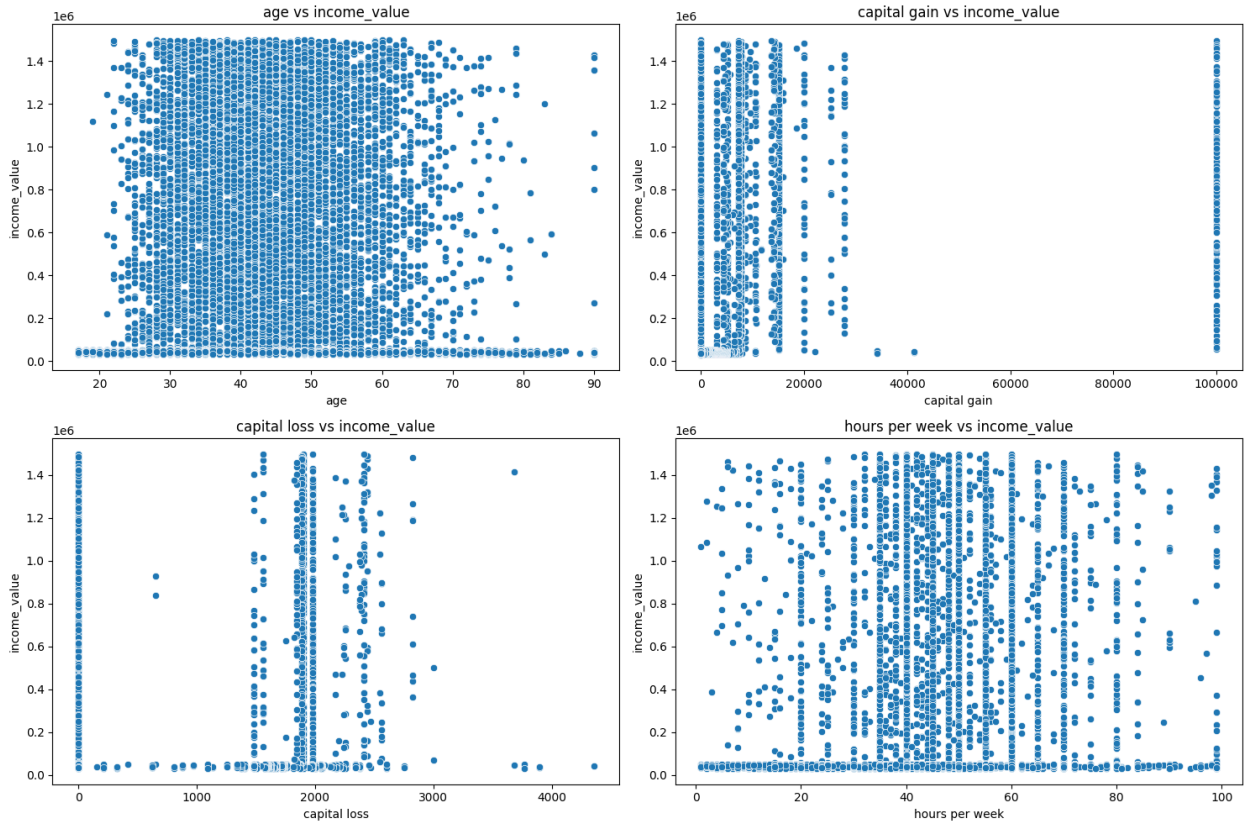 age vs income_value
1e6
1.4
1.2
1.0
0.8
0.6
0.4
0.2
0.0
income_value
20 30 40 50 60 70 80 90
age
capital gain vs income_value
1e6
1.4
1.2
1.0
0.8
0.6
0.4
0.2
0.0
income_value
0 20000 40000 60000 80000 100000
capital gain
capital loss vs income_value
1e6
1.4
1.2
1.0
0.8
0.6
0.4
0.2
0.0
income_value
0 1000 2000 3000 4000
capital loss
hours per week vs income_value
1e6
1.4
1.2
1.0
0.8
0.6
0.4
0.2
0.0
income_value
0 20 40 60 80 100
hours per week